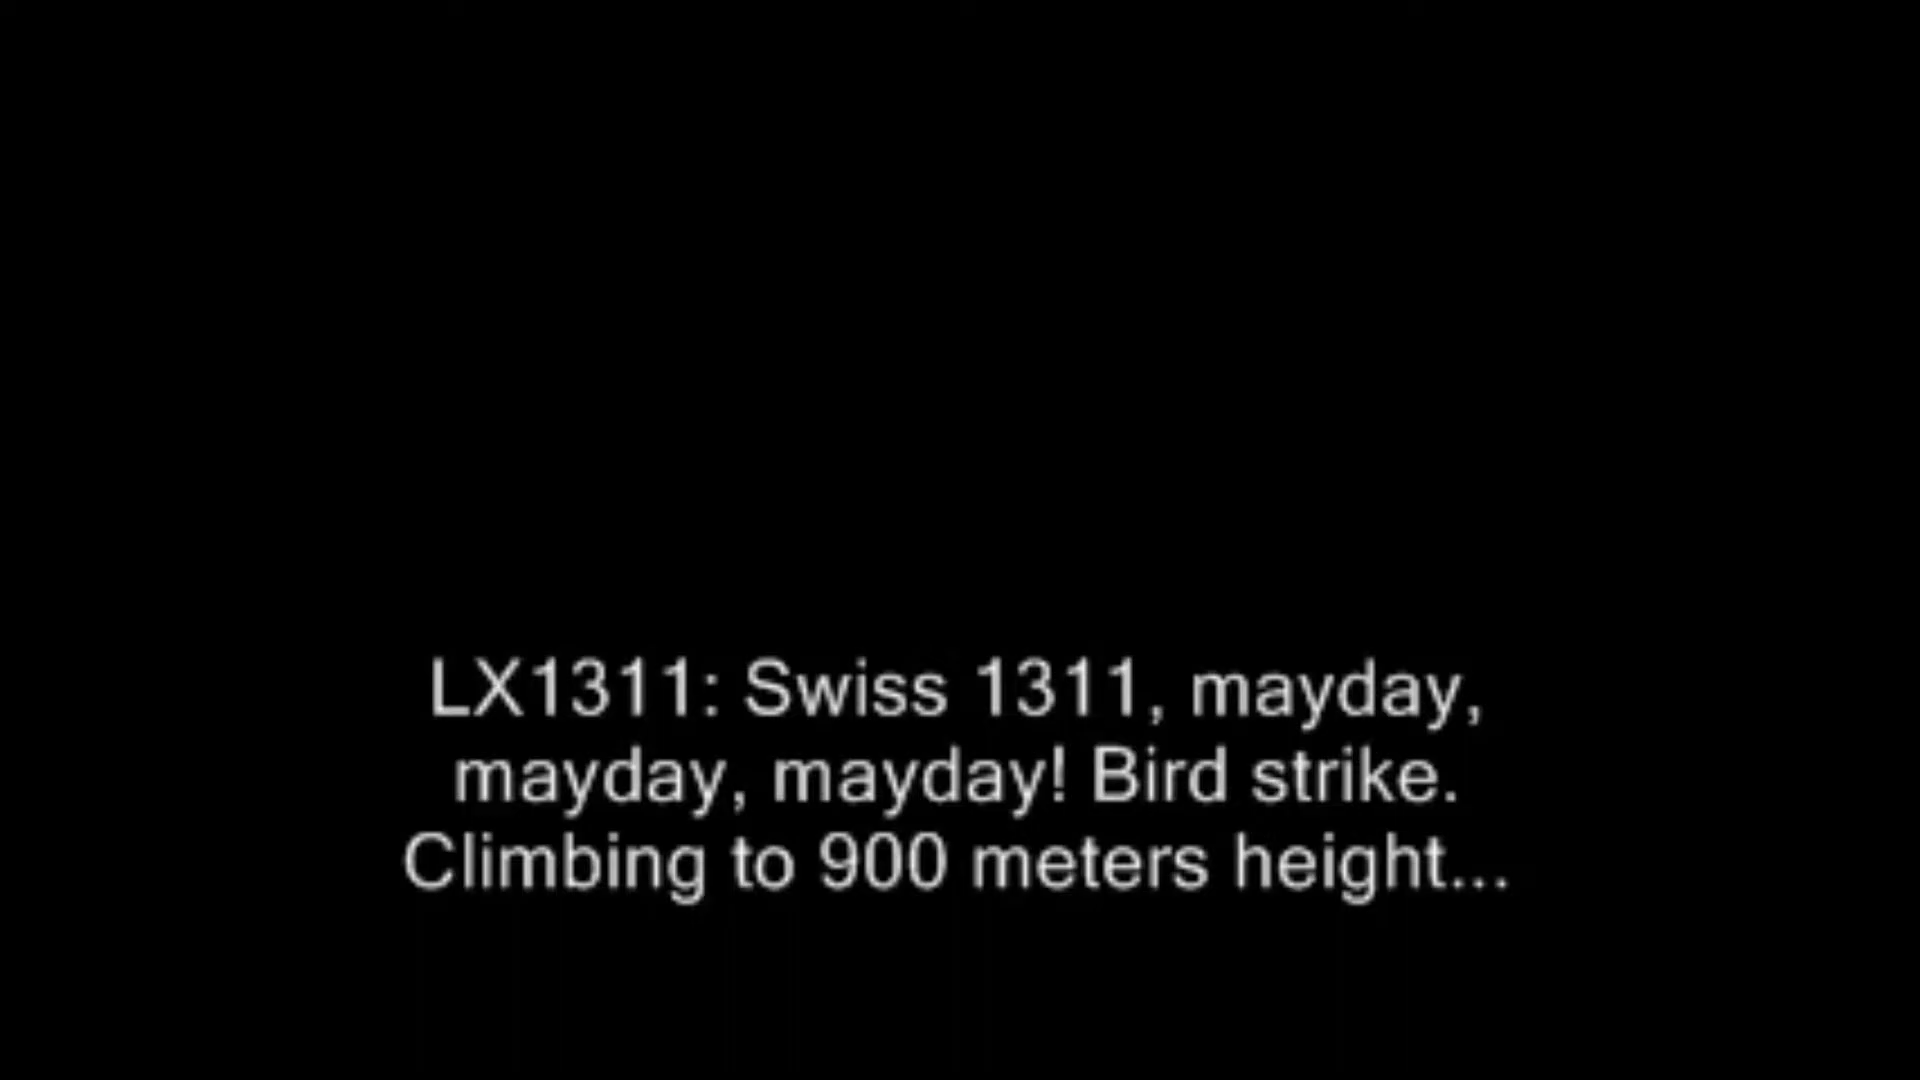 LX1311: Swiss 1311, mayday,
mayday, mayday! Bird strike.
Climbing to 900 meters height...